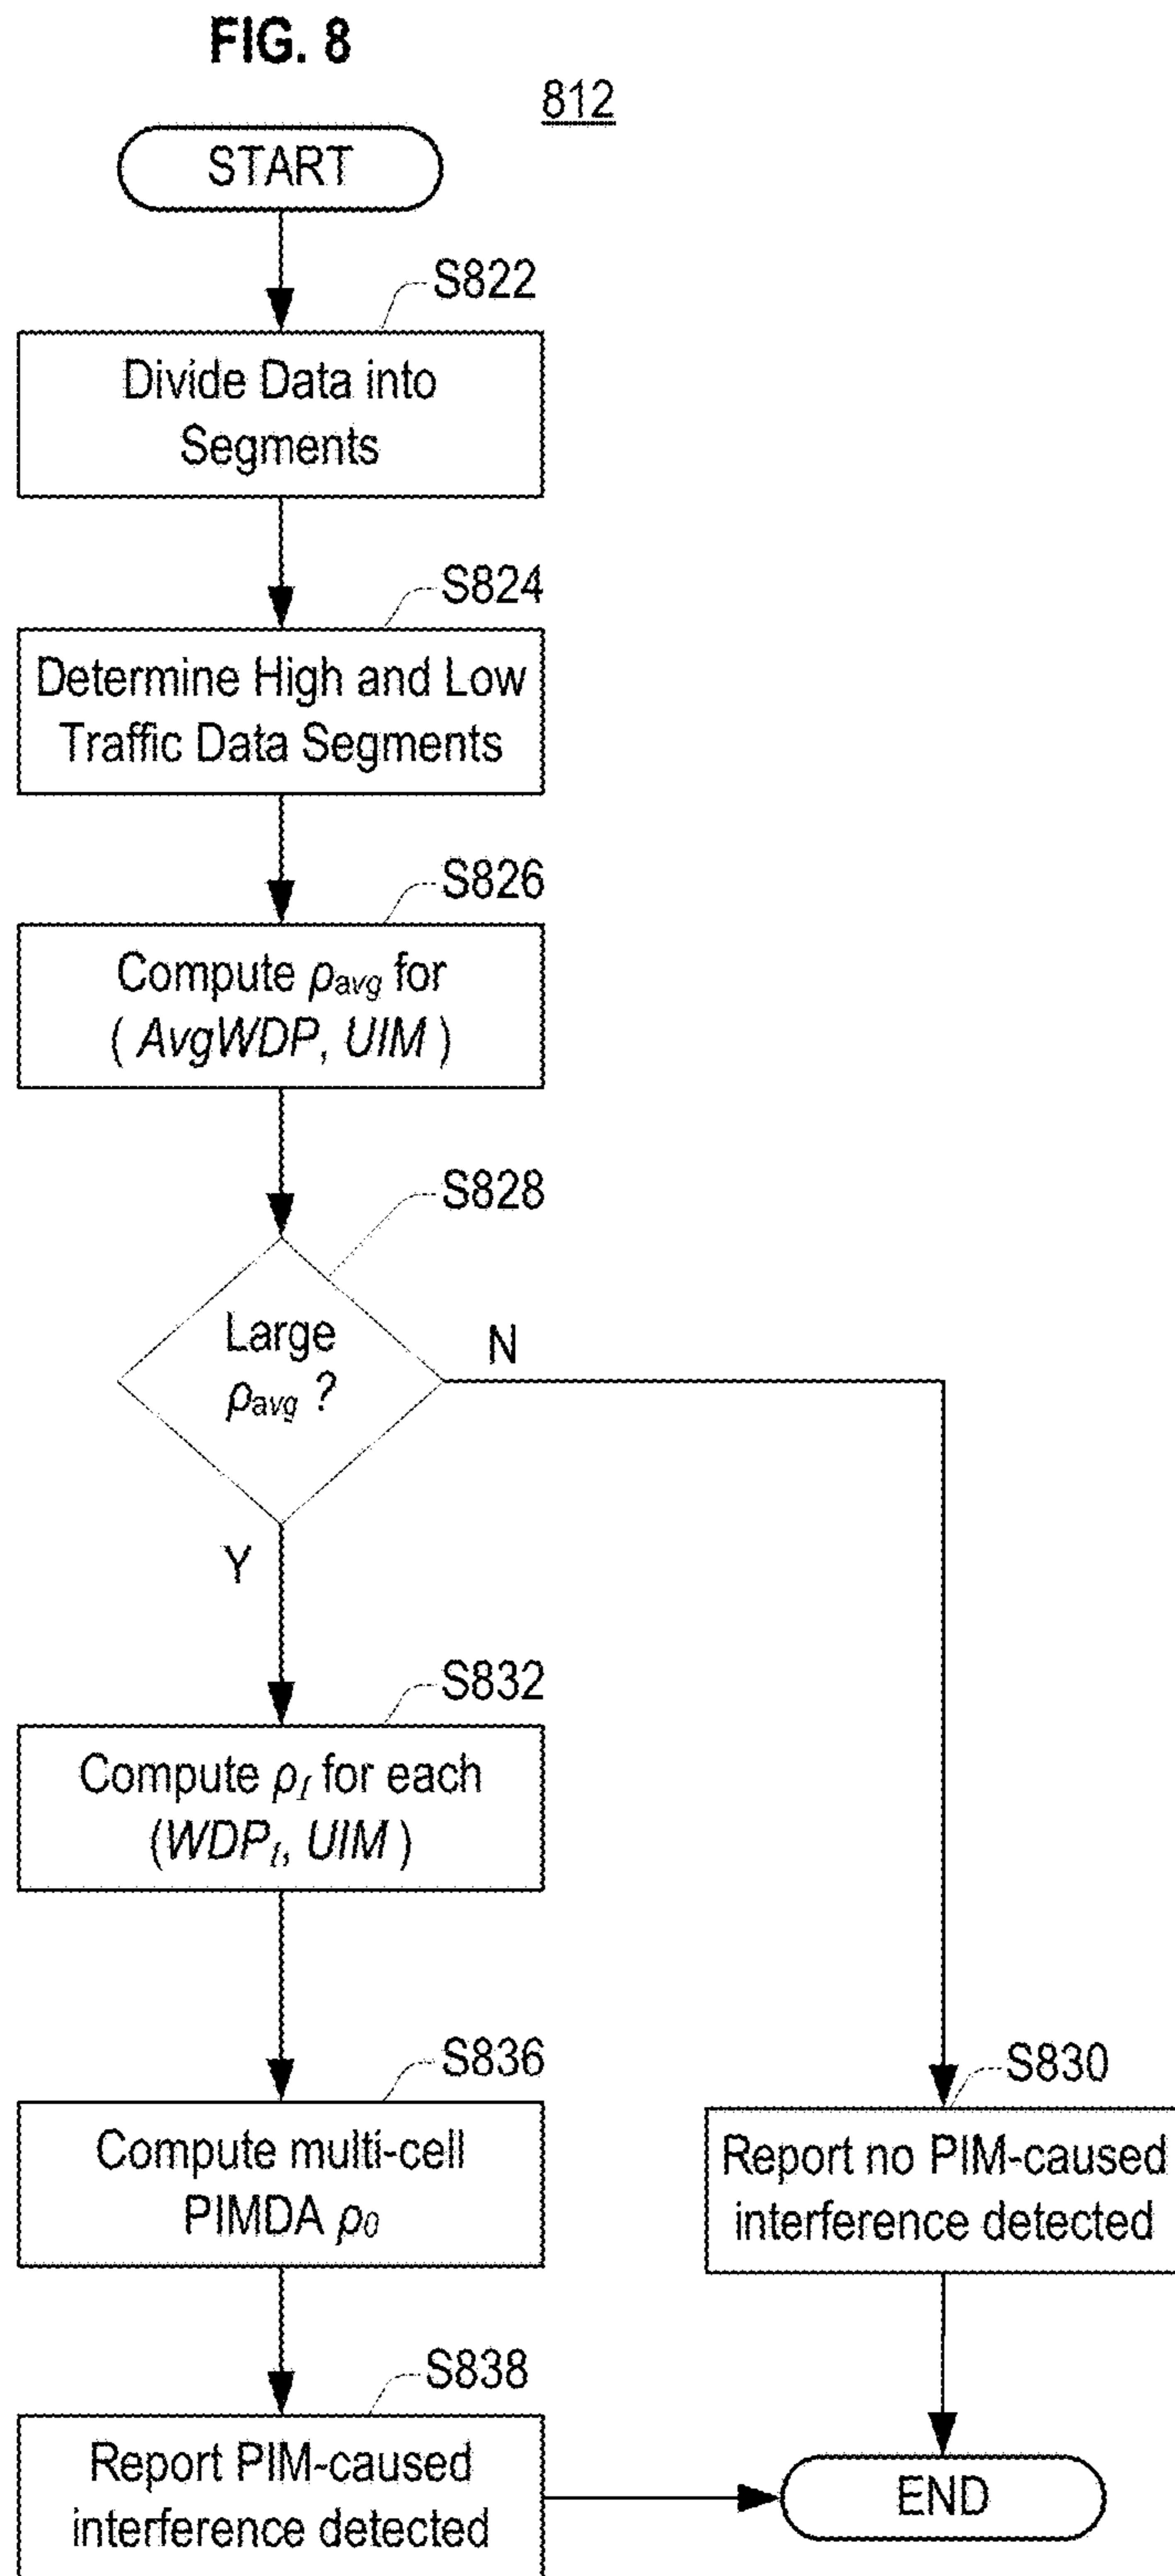 FIG. 8
812
START
S822
Divide Data into
Segments
S824
Determine High and Low
Traffic Data Segments
S826
Compute ρavg for
( AvgWDP, UIM )
S828
Large
ρavg ?
N
Y
S832
Compute ρI for each
(WDPI, UIM )
S836
Compute multi-cell
PIMDA ρ0
S830
Report no PIM-caused
interference detected
S838
Report PIM-caused
interference detected
END